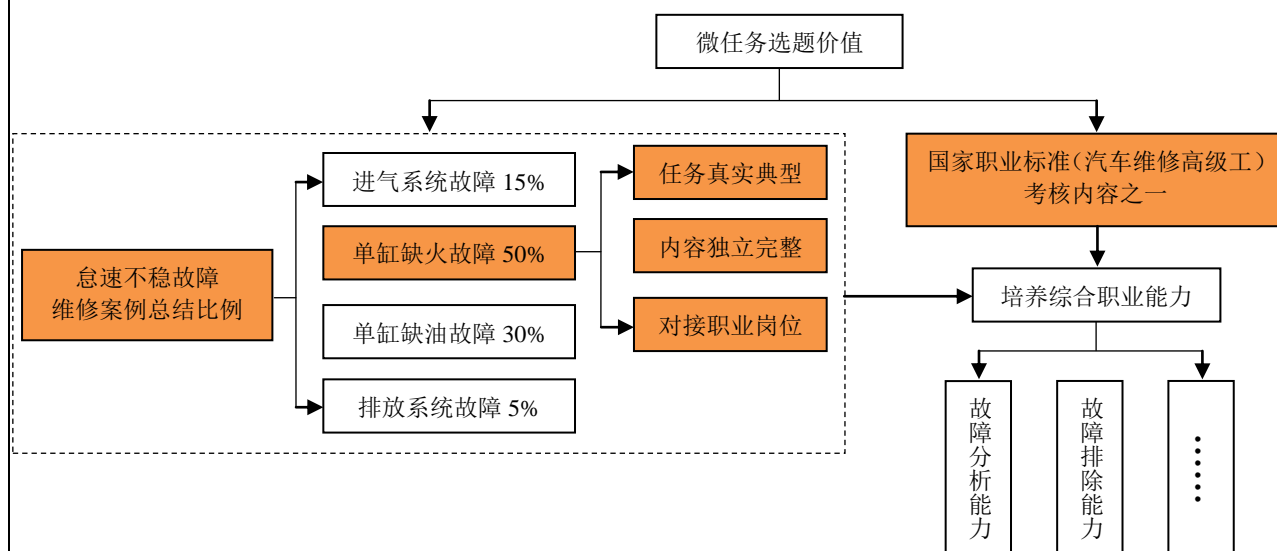 微任务选题价值
国家职业标准（汽车维修高级工）
考核内容之一
进气系统故障 15%
任务真实典型
单缸缺火故障 50%
内容独立完整
怠速不稳故障
维修案例总结比例
单缸缺油故障 30%
对接职业岗位
排放系统故障 5%
培养综合职业能力
故障分析能力
故障排除能力
……